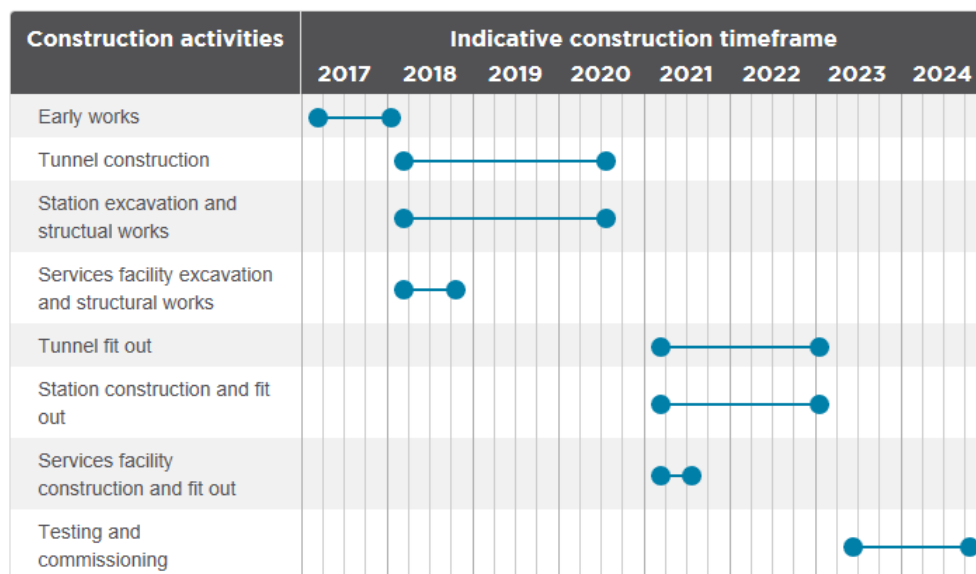 Construction activities
Indicative construction timeframe
2017 2018 2019 2020 2021 2022 2023 2024
Early works
Tunnel construction
Station excavation and
structual works
Services facility excavation
and structural works
Tunnel fit out
Station construction and fit
out
Services facility
construction and fit out
Testing and
commissioning